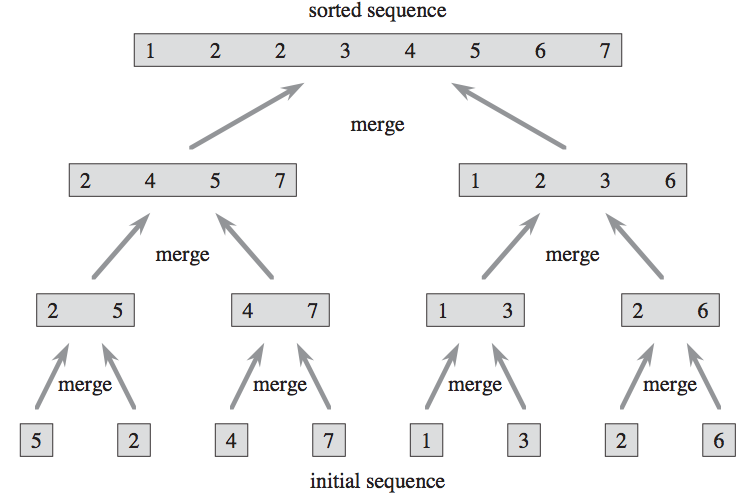 sorted sequence
1 2 2 3 4 5 6 7
merge
2 4 5 7
1 2 3 6
merge
merge
2 5
4 7
1 3
2 6
merge
merge
merge
merge
5
2
4
7
1
3
2
6
initial sequence